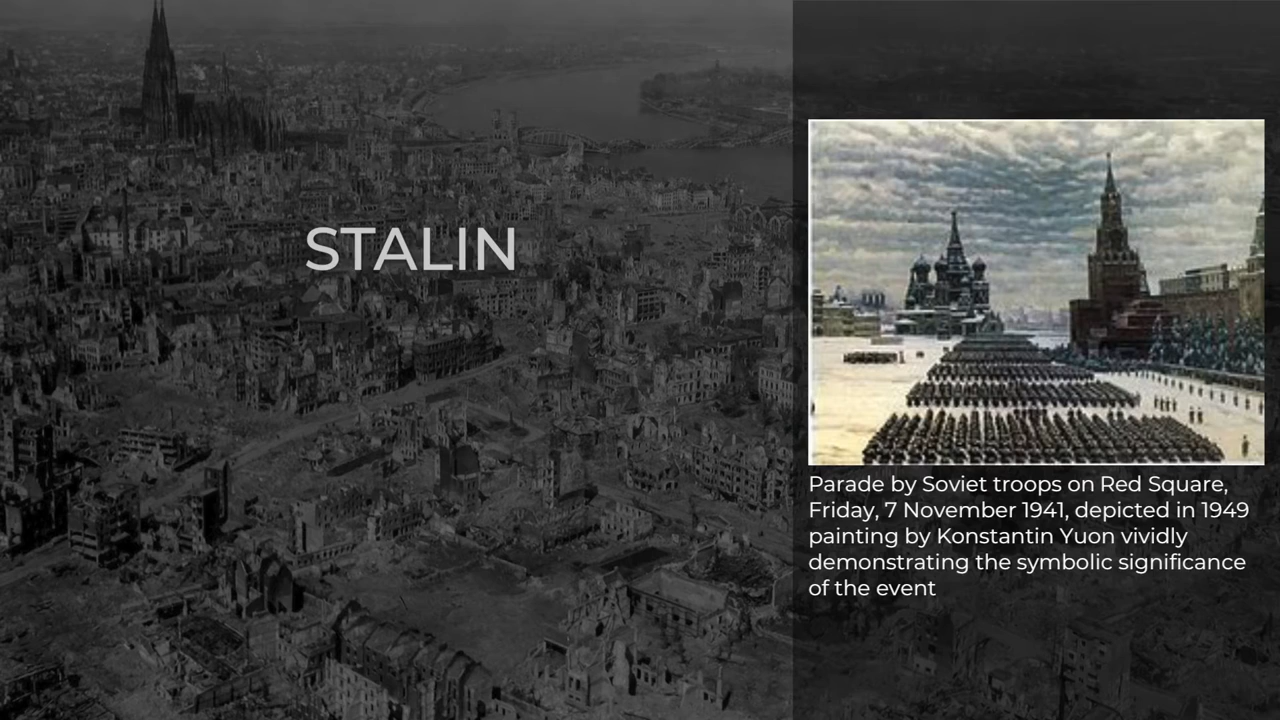 STALIN
Parade by Soviet troops on Red Square,
Friday, 7 November 1941, depicted in 1949
painting by Konstantin Yuon vividly
demonstrating the symbolic significance
of the event